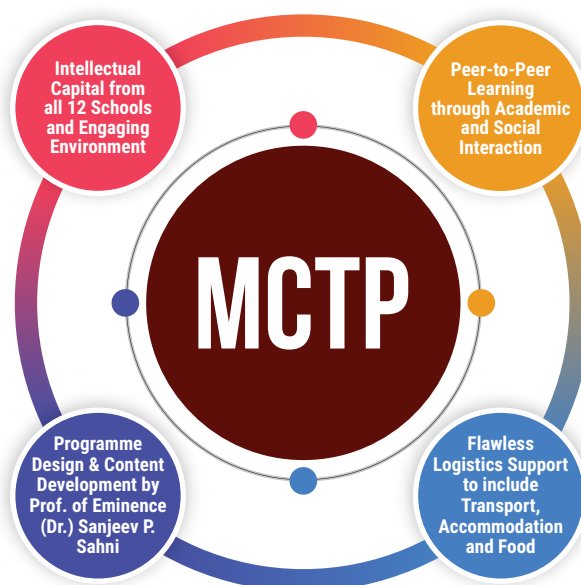 Intellectual
Capital from
all 12 Schools
and Engaging
Environment
Peer-to-Peer
Learning
through Academic
and Social
Interaction
MCTP
Programme
Design & Content
Development by
Prof. of Eminence
(Dr.) Sanjeev P.
Sahni
Flawless
Logistics Support
to include
Transport,
Accommodation
and Food